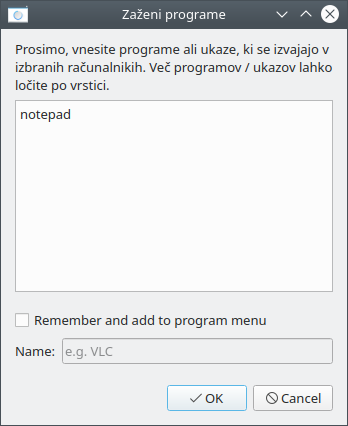 Zaženi programe
Prosimo, vnesite programe ali ukaze, ki se izvajajo v
izbranih računalnikih. Več programov / ukazov lahko
ločite po vrstici.
notepad
Remember and add to program menu
Name: e.g. VLC
OK Cancel